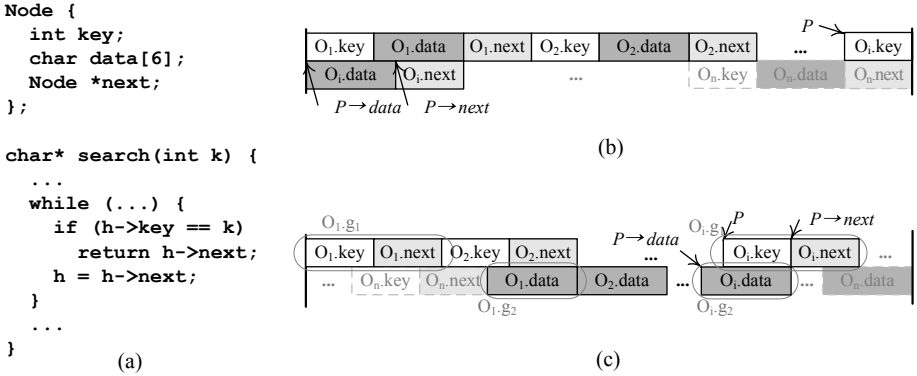 Node {
int key;
char data[6];
Node *next;
};
char* search(int k) {
...
while (...) {
if (h->key == k)
return h->next;
h = h->next;
}
...
}
(a)
P
O1.key O1.data O1.next O2.key O2.data O2.next ... Oi.key
Oi.data Oi.next ... On.key On.data On.next
P→data P→next
(b)
O1.g1 Oi.g P P→next
P→data
O1.key O1.next O2.key O2.next ... Oi.key Oi.next ...
... On.key On.next O1.data O2.data ... Oi.data ... On.data
O1.g2 Oi.g2
(c)